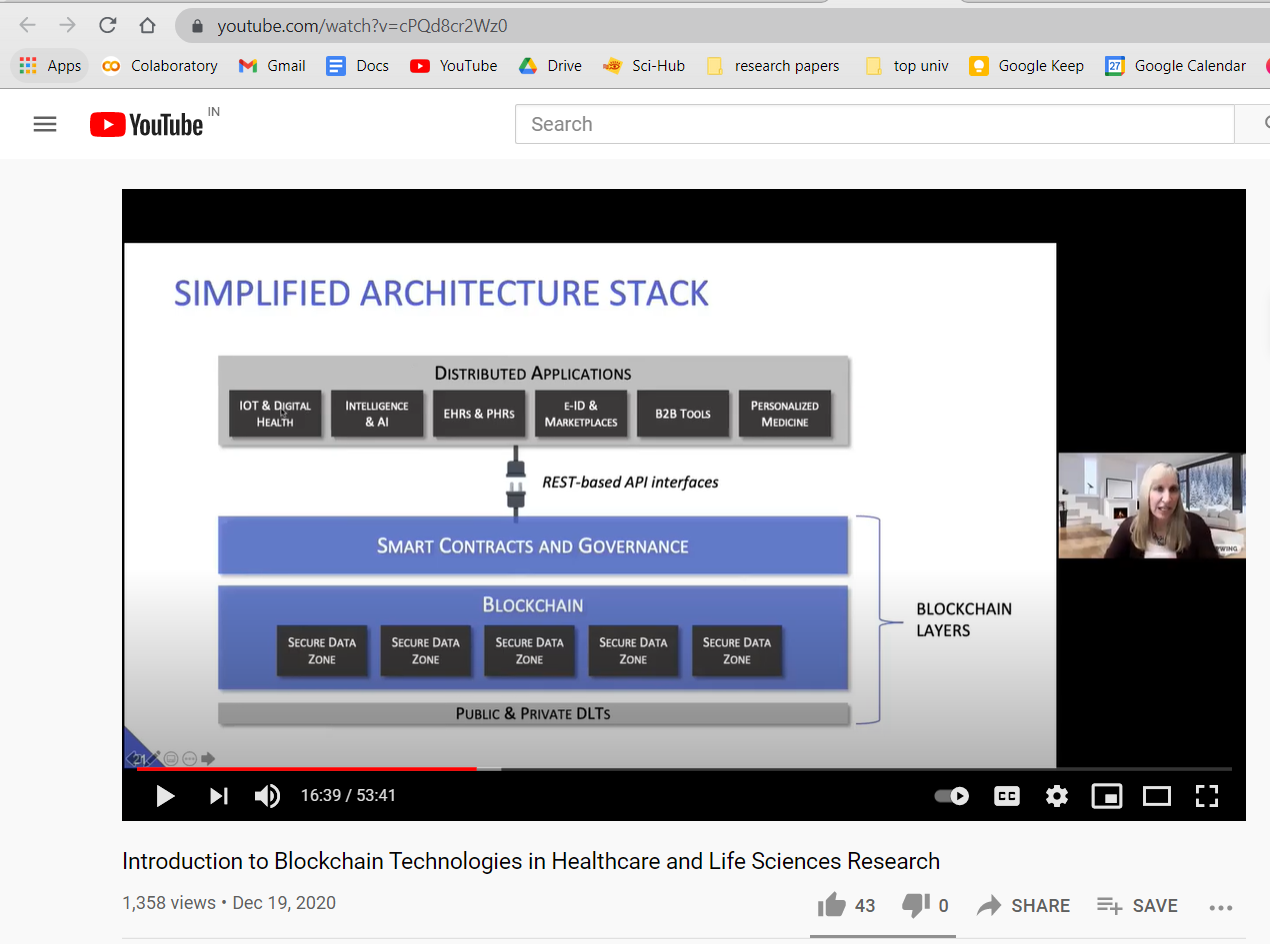 youtube.com/watch?v=cPQd8cr2Wz0
Apps Colaboratory Gmail Docs YouTube Drive Sci-Hub research papers top univ Google Keep 27 Google Calendar
YouTube IN
Search
SIMPLIFIED ARCHITECTURE STACK
DISTRIBUTED APPLICATIONS
IOT & DIGITAL
HEALTH
INTELLIGENCE
& AI
EHRS & PHRS
E-ID &
MARKETPLACES
B2B TOOLS
PERSONALIZED
MEDICINE
REST-based API interfaces
SMART CONTRACTS AND GOVERNANCE
BLOCKCHAIN
SECURE DATA
ZONE
SECURE DATA
ZONE
SECURE DATA
ZONE
SECURE DATA
ZONE
SECURE DATA
ZONE
PUBLIC & PRIVATE DLTS
BLOCKCHAIN
LAYERS
21
16:39 / 53:41
CC
Introduction to Blockchain Technologies in Healthcare and Life Sciences Research
1,358 views • Dec 19, 2020
43 0 SHARE SAVE